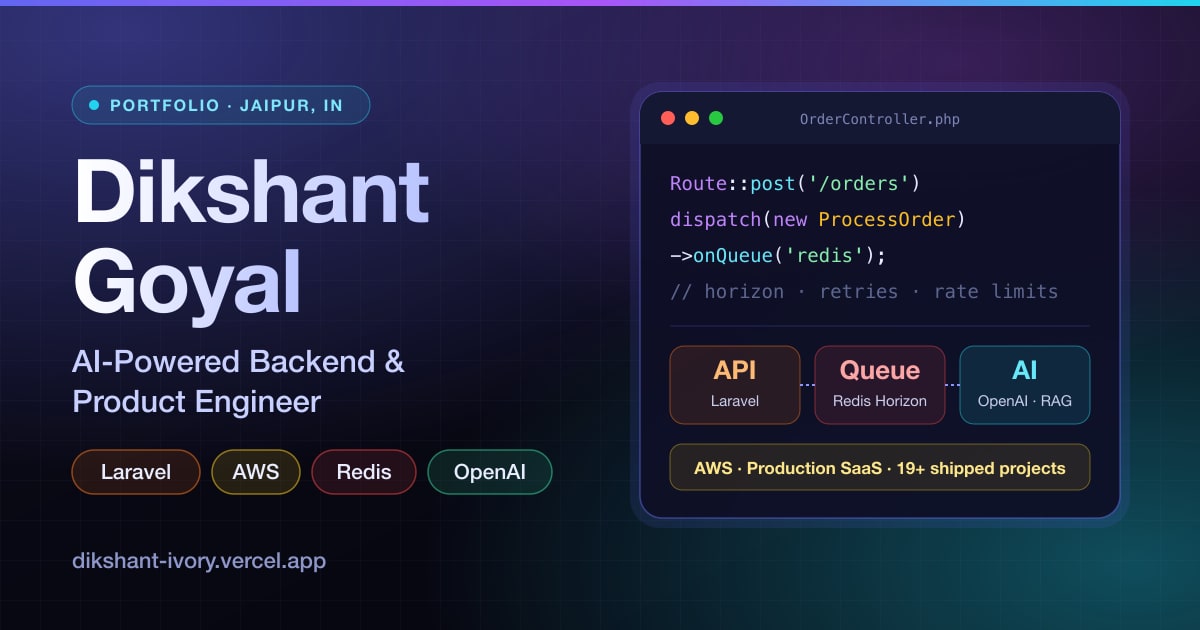 PORTFOLIO · JAIPUR, IN
Dikshant
Goyal
AI-Powered Backend &
Product Engineer
Laravel
AWS
Redis
OpenAI
dikshant-ivory.vercel.app
OrderController.php
Route::post('/orders')
dispatch(new ProcessOrder)
->onQueue('redis');
// horizon · retries · rate limits
API
Laravel
Queue
Redis Horizon
AI
OpenAI · RAG
AWS · Production SaaS · 19+ shipped projects